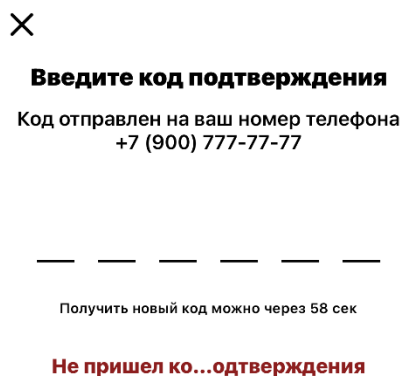 Введите код подтверждения
Код отправлен на ваш номер телефона
+7 (900) 777-77-77
Получить новый код можно через 58 сек
Не пришел ко...одтверждения